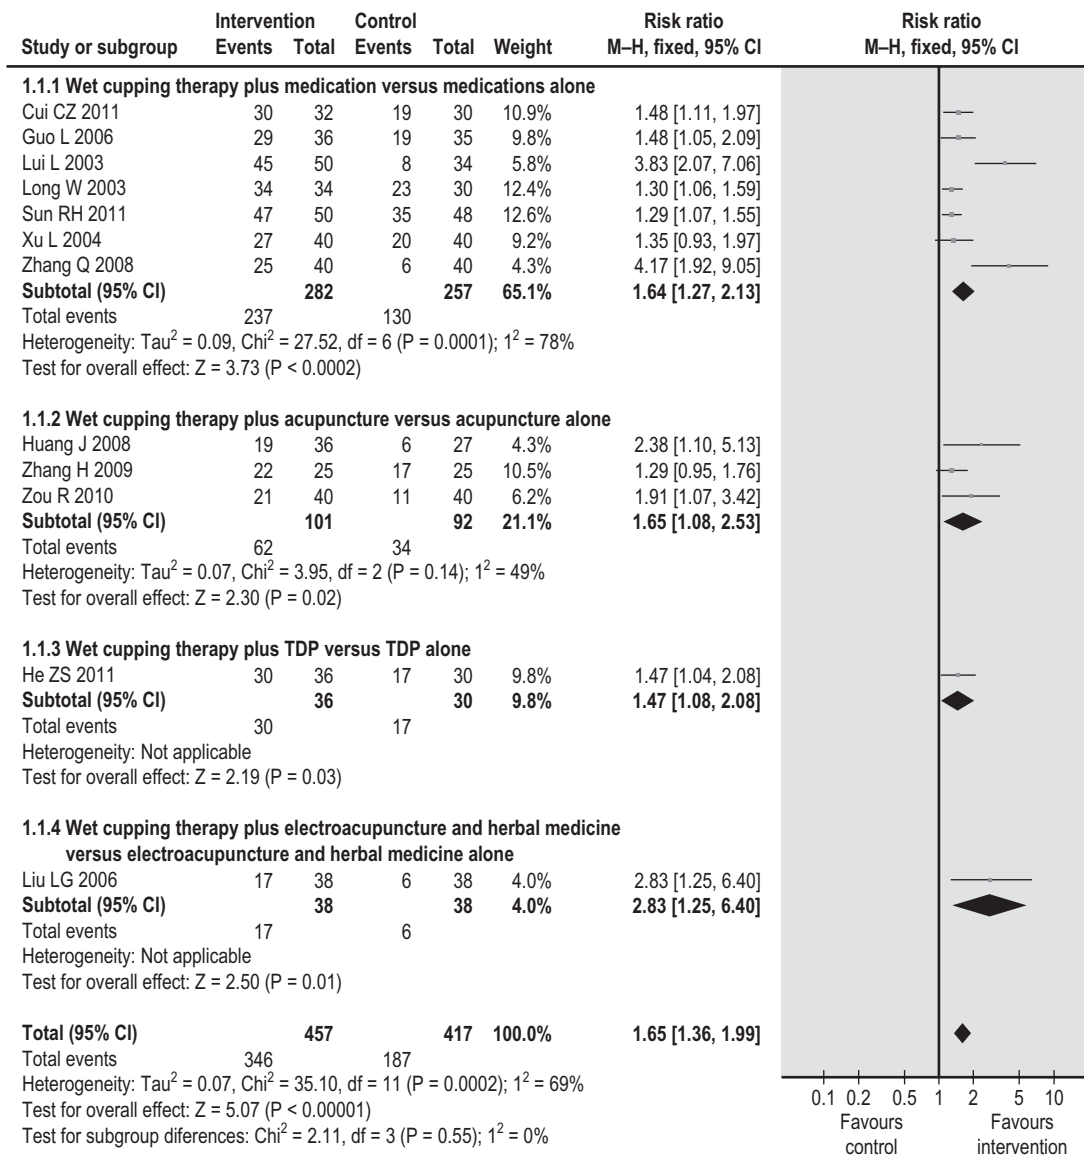 Intervention Control Risk ratio Risk ratio
Study or subgroup Events Total Events Total Weight M–H, fixed, 95% CI M–H, fixed, 95% CI
1.1.1 Wet cupping therapy plus medication versus medications alone
Cui CZ 2011 30 32 19 30 10.9% 1.48 [1.11, 1.97]
Guo L 2006 29 36 19 35 9.8% 1.48 [1.05, 2.09]
Lui L 2003 45 50 8 34 5.8% 3.83 [2.07, 7.06]
Long W 2003 34 34 23 30 12.4% 1.30 [1.06, 1.59]
Sun RH 2011 47 50 35 48 12.6% 1.29 [1.07, 1.55]
Xu L 2004 27 40 20 40 9.2% 1.35 [0.93, 1.97]
Zhang Q 2008 25 40 6 40 4.3% 4.17 [1.92, 9.05]
Subtotal (95% CI) 282 257 65.1% 1.64 [1.27, 2.13]
Total events 237 130
Heterogeneity: Tau² = 0.09, Chi² = 27.52, df = 6 (P = 0.0001); 1² = 78%
Test for overall effect: Z = 3.73 (P < 0.0002)
1.1.2 Wet cupping therapy plus acupuncture versus acupuncture alone
Huang J 2008 19 36 6 27 4.3% 2.38 [1.10, 5.13]
Zhang H 2009 22 25 17 25 10.5% 1.29 [0.95, 1.76]
Zou R 2010 21 40 11 40 6.2% 1.91 [1.07, 3.42]
Subtotal (95% CI) 101 92 21.1% 1.65 [1.08, 2.53]
Total events 62 34
Heterogeneity: Tau² = 0.07, Chi² = 3.95, df = 2 (P = 0.14); 1² = 49%
Test for overall effect: Z = 2.30 (P = 0.02)
1.1.3 Wet cupping therapy plus TDP versus TDP alone
He ZS 2011 30 36 17 30 9.8% 1.47 [1.04, 2.08]
Subtotal (95% CI) 36 30 9.8% 1.47 [1.08, 2.08]
Total events 30 17
Heterogeneity: Not applicable
Test for overall effect: Z = 2.19 (P = 0.03)
1.1.4 Wet cupping therapy plus electroacupuncture and herbal medicine
versus electroacupuncture and herbal medicine alone
Liu LG 2006 17 38 6 38 4.0% 2.83 [1.25, 6.40]
Subtotal (95% CI) 38 38 4.0% 2.83 [1.25, 6.40]
Total events 17 6
Heterogeneity: Not applicable
Test for overall effect: Z = 2.50 (P = 0.01)
Total (95% CI) 457 417 100.0% 1.65 [1.36, 1.99]
Total events 346 187
Heterogeneity: Tau² = 0.07, Chi² = 35.10, df = 11 (P = 0.0002); 1² = 69%
Test for overall effect: Z = 5.07 (P < 0.00001)
Test for subgroup diferences: Chi² = 2.11, df = 3 (P = 0.55); 1² = 0%
0.1 0.2 0.5 1 2 5 10
Favours Favours
control intervention